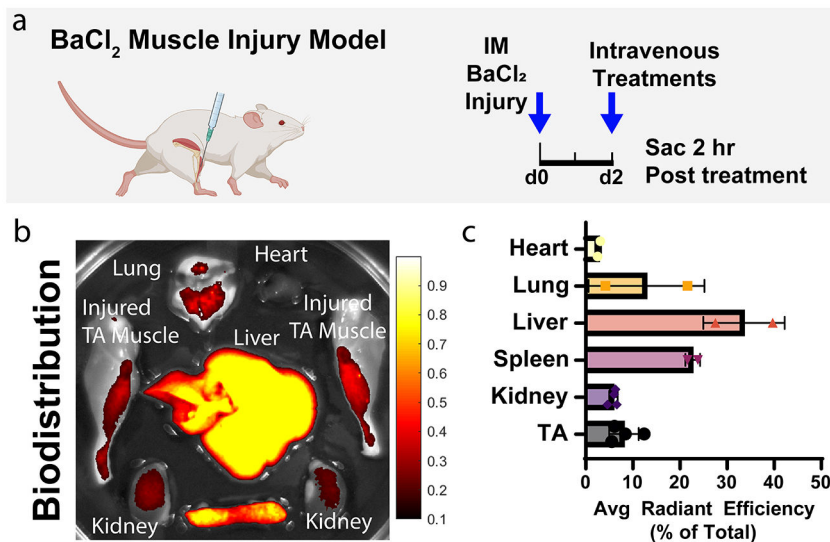 a
BaCl₂ Muscle Injury Model
IM
BaCl₂
Injury
Intravenous
Treatments
d0
d2
Sac 2 hr
Post treatment
b
Biodistribution
Lung
Heart
Injured
TA Muscle
Injured
TA Muscle
Liver
Kidney
Kidney
0.9
0.8
0.7
0.6
0.5
0.4
0.3
0.2
0.1
c
Heart
Lung
Liver
Spleen
Kidney
TA
0 10 20 30 40 50
Avg Radiant Efficiency
(% of Total)